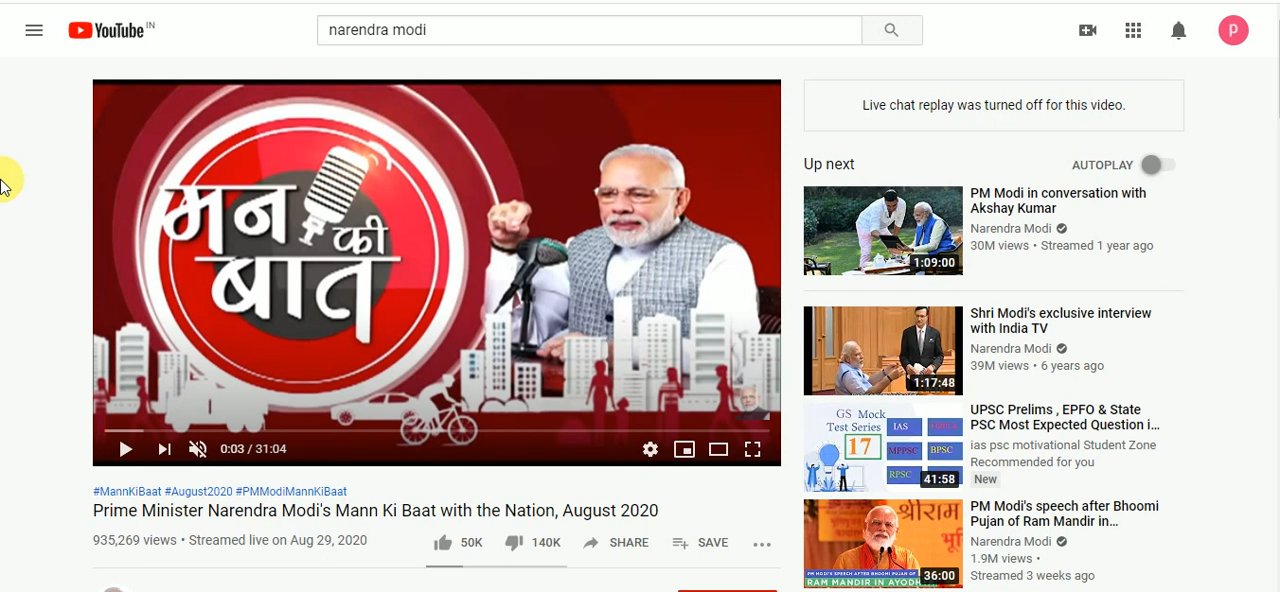 YouTube IN
narendra modi
P
मन
की
बात
0:03 / 31:04
#MannKiBaat #August2020 #PMModiMannKiBaat
Prime Minister Narendra Modi's Mann Ki Baat with the Nation, August 2020
935,269 views • Streamed live on Aug 29, 2020
50K
140K
SHARE
SAVE
Live chat replay was turned off for this video.
Up next
AUTOPLAY
1:09:00
PM Modi in conversation with
Akshay Kumar
Narendra Modi
30M views • Streamed 1 year ago
1:17:48
Shri Modi's exclusive interview
with India TV
Narendra Modi
39M views • 6 years ago
GS Mock
Test Series
17
IAS
MPPSC
BPSC
RPSC
41:58
UPSC Prelims , EPFO & State
PSC Most Expected Question i...
ias psc motivational Student Zone
Recommended for you
New
श्रीराम
PM MODI'S SPEECH AFTER BHOOMI PUJAN OF
RAM MANDIR IN
36:00
PM Modi's speech after Bhoomi
Pujan of Ram Mandir in...
Narendra Modi
1.9M views •
Streamed 3 weeks ago